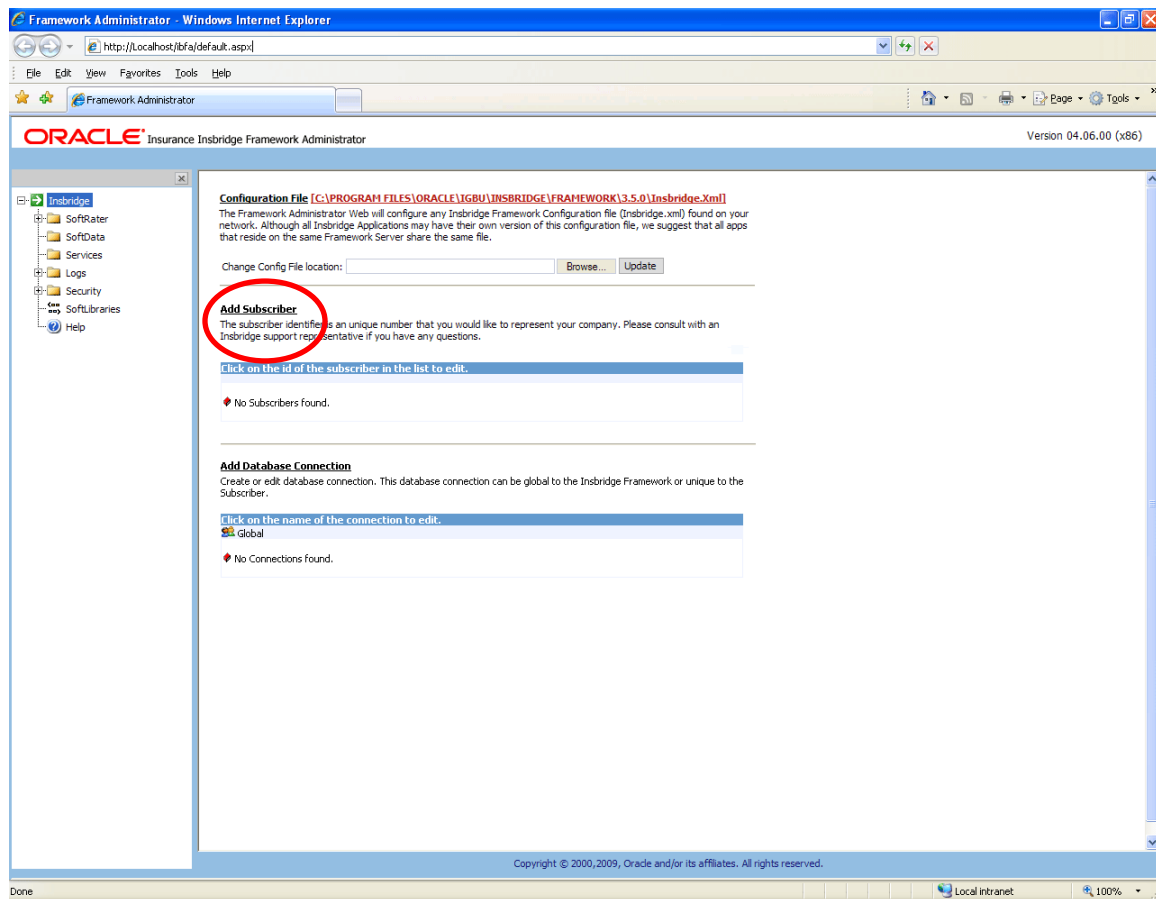 Framework Administrator - Windows Internet Explorer
http://Localhost/ibfa/default.aspx
File Edit View Favorites Tools Help
Framework Administrator
Page Tools »
ORACLE Insurance Insbridge Framework Administrator
Version 04.06.00 (x86)
Insbridge
SoftRater
SoftData
Services
Logs
Security
SoftLibraries
Help
Configuration File [C:\PROGRAM FILES\ORACLE\IGBU\INSBRIDGE\FRAMEWORK\3.5.0\Insbridge.Xml]
The Framework Administrator Web will configure any Insbridge Framework Configuration file (Insbridge.xml) found on your
network. Although all Insbridge Applications may have their own version of this configuration file, we suggest that all apps
that reside on the same Framework Server share the same file.
Change Config File location: Browse... Update
Add Subscriber
The subscriber identifier is an unique number that you would like to represent your company. Please consult with an
Insbridge support representative if you have any questions.
Click on the id of the subscriber in the list to edit.
No Subscribers found.
Add Database Connection
Create or edit database connection. This database connection can be global to the Insbridge Framework or unique to the
Subscriber.
Click on the name of the connection to edit.
Global
No Connections found.
Copyright © 2000,2009, Oracle and/or its affiliates. All rights reserved.
Done
Local intranet
100%